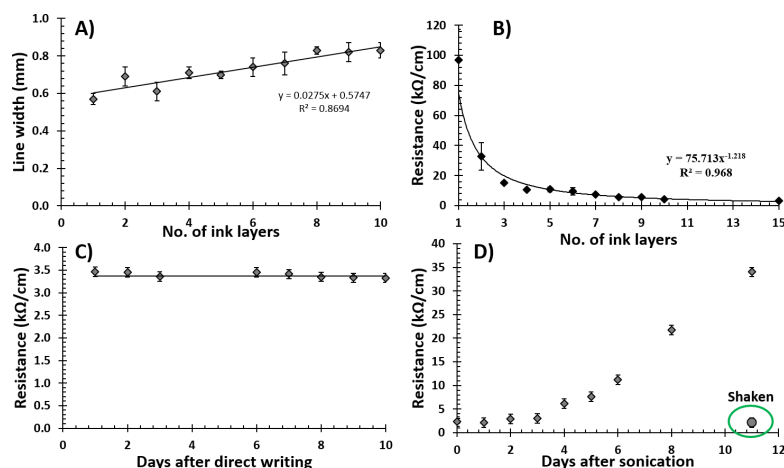 A)
Line width (mm)
1.0
0.8
0.6
0.4
0.2
0.0
y = 0.0275x + 0.5747
R² = 0.8694
0 2 4 6 8 10
No. of ink layers
B)
Resistance (kΩ/cm)
120
100
80
60
40
20
0
y = 75.713x⁻¹·²¹⁸
R² = 0.968
1 3 5 7 9 11 13 15
No. of ink layers
C)
Resistance (kΩ/cm)
4.0
3.5
3.0
2.5
2.0
1.5
1.0
0.5
0.0
0 2 4 6 8 10
Days after direct writing
D)
Resistance (kΩ/cm)
40
35
30
25
20
15
10
5
0
Shaken
0 2 4 6 8 10 12
Days after sonication